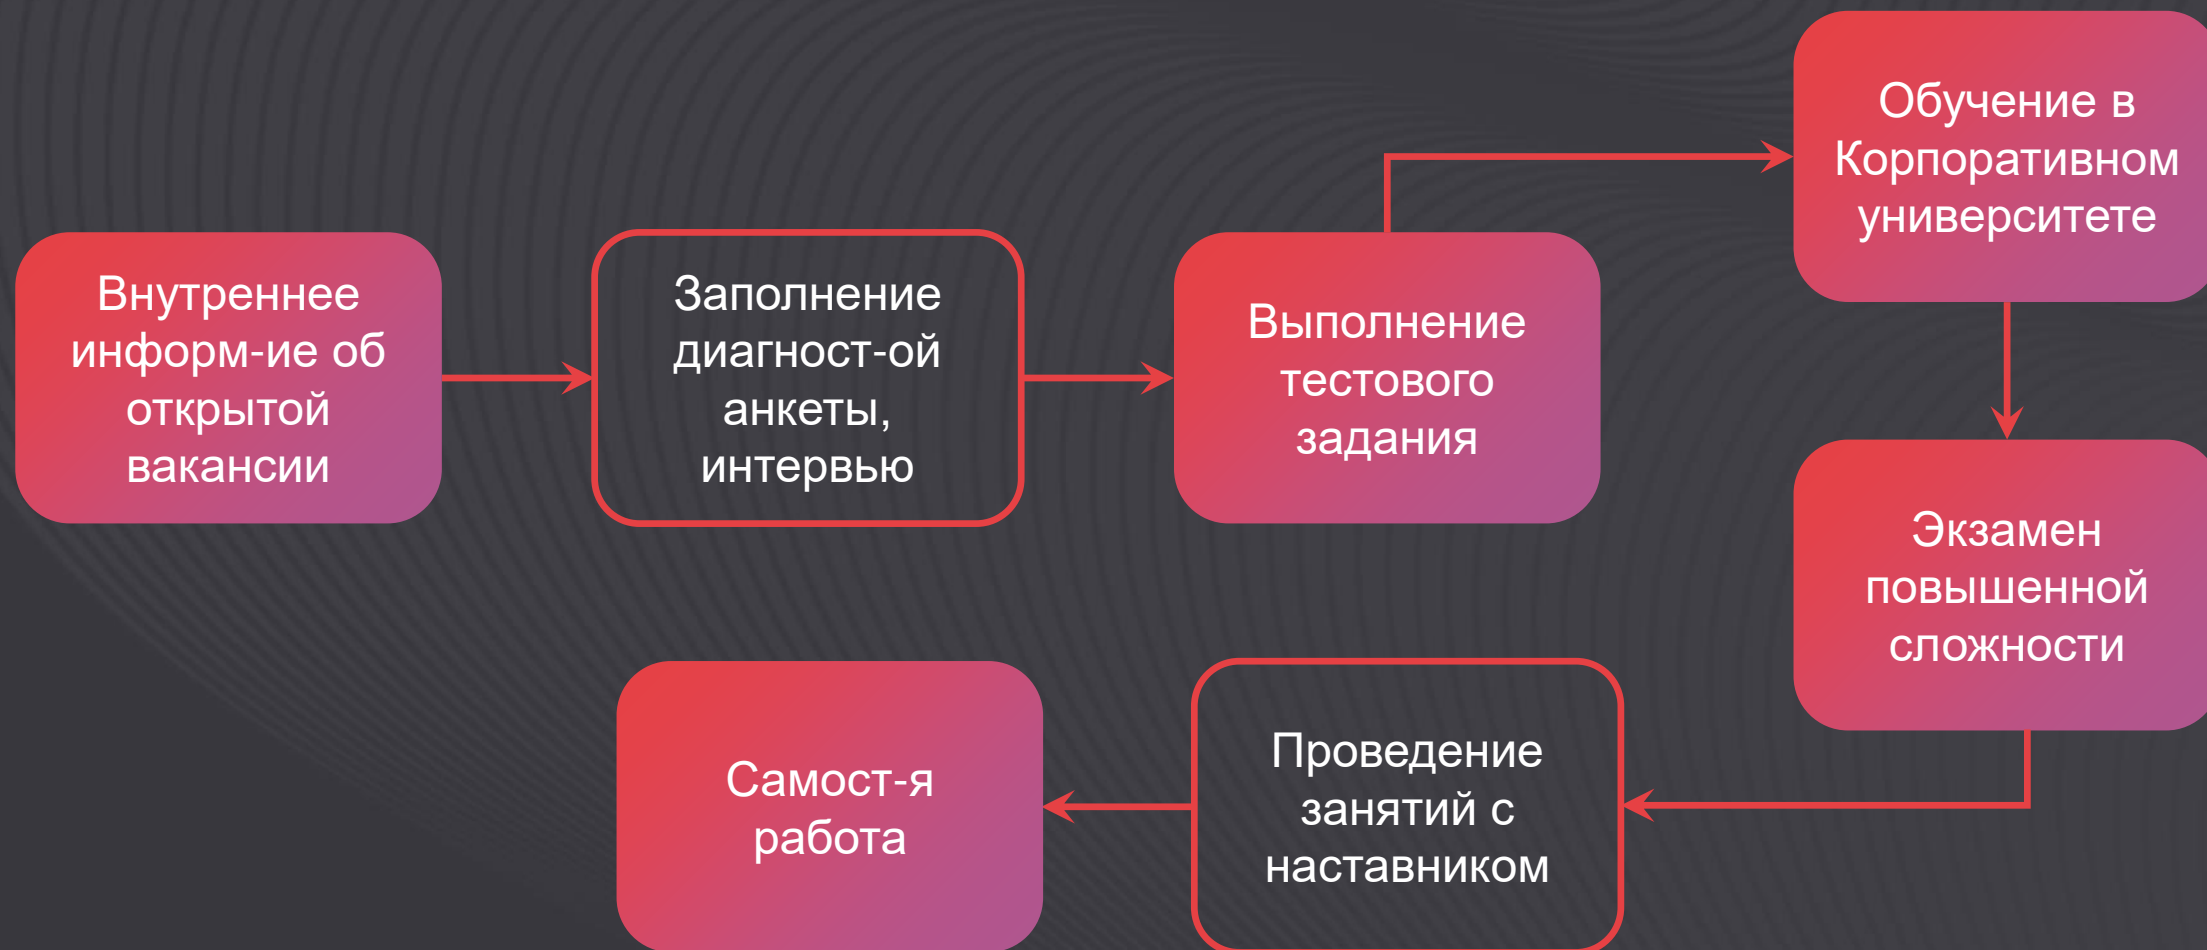 Внутреннее
информ-ие об
открытой
вакансии
Заполнение
диагност-ой
анкеты,
интервью
Выполнение
тестового
задания
Обучение в
Корпоративном
университете
Экзамен
повышенной
сложности
Проведение
занятий с
наставником
Самост-я
работа